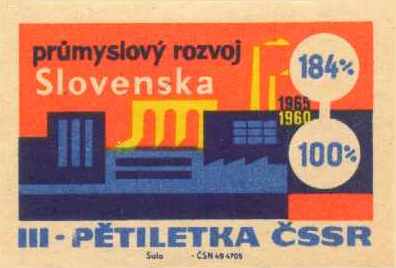 průmyslový rozvoj
Slovenska
184%
1965
1960
100%
III - PĚTILETKA ČSSR
Solo - ČSN 49 4705